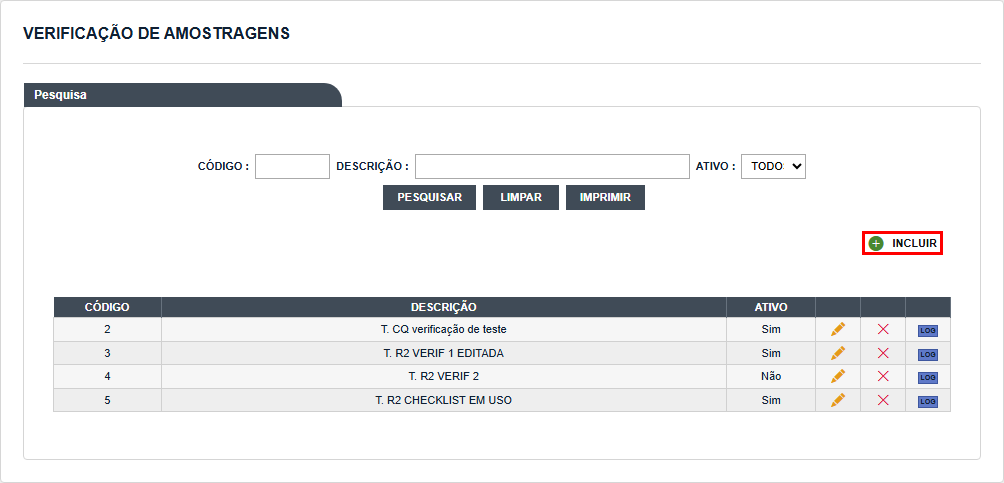 VERIFICAÇÃO DE AMOSTRAGENS
Pesquisa
CÓDIGO : DESCRIÇÃO : ATIVO : TODO
PESQUISAR LIMPAR IMPRIMIR
INCLUIR
CÓDIGO DESCRIÇÃO ATIVO
2 T. CQ verificação de teste Sim LOG
3 T. R2 VERIF 1 EDITADA Sim LOG
4 T. R2 VERIF 2 Não LOG
5 T. R2 CHECKLIST EM USO Sim LOG